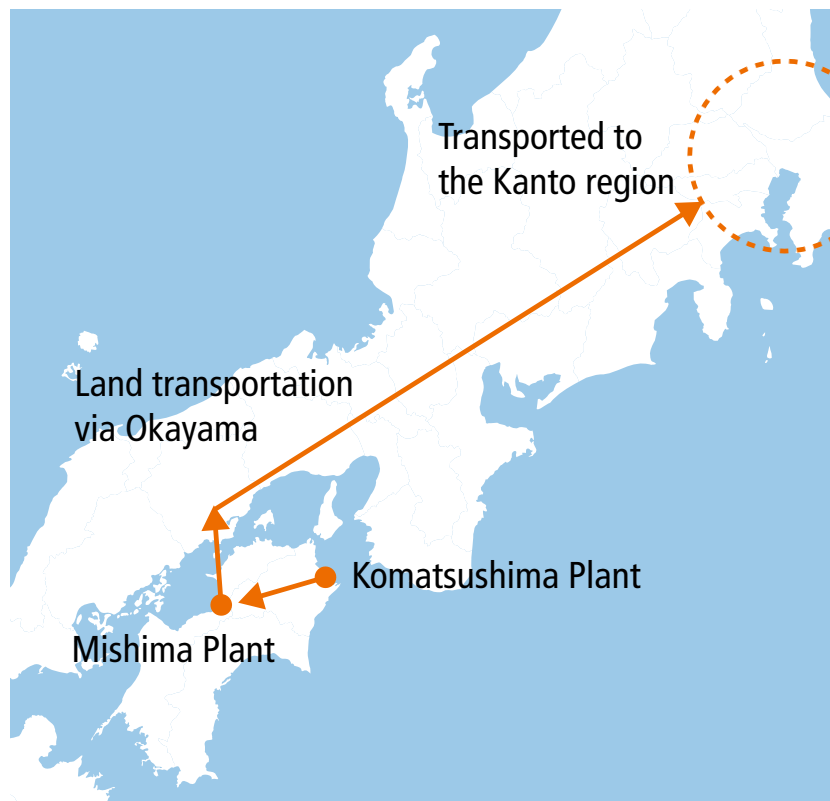 Transported to
the Kanto region
Land transportation
via Okayama
Komatsushima Plant
Mishima Plant